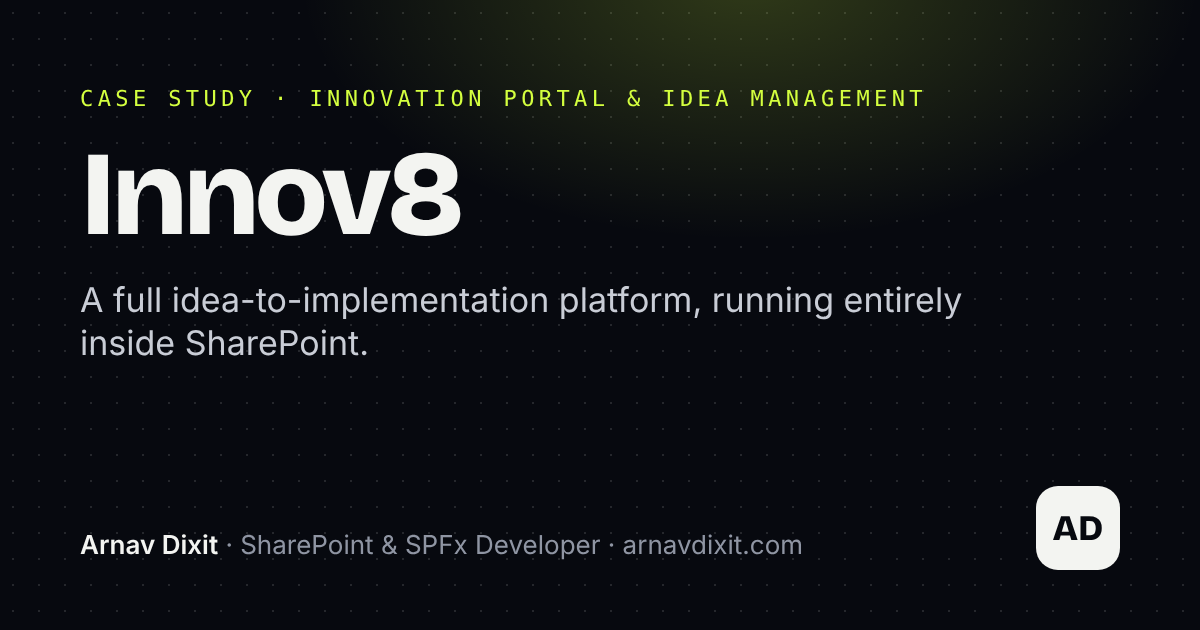 CASE STUDY · INNOVATION PORTAL & IDEA MANAGEMENT
Innov8
A full idea-to-implementation platform, running entirely
inside SharePoint.
Arnav Dixit · SharePoint & SPFx Developer · arnavdixit.com
AD